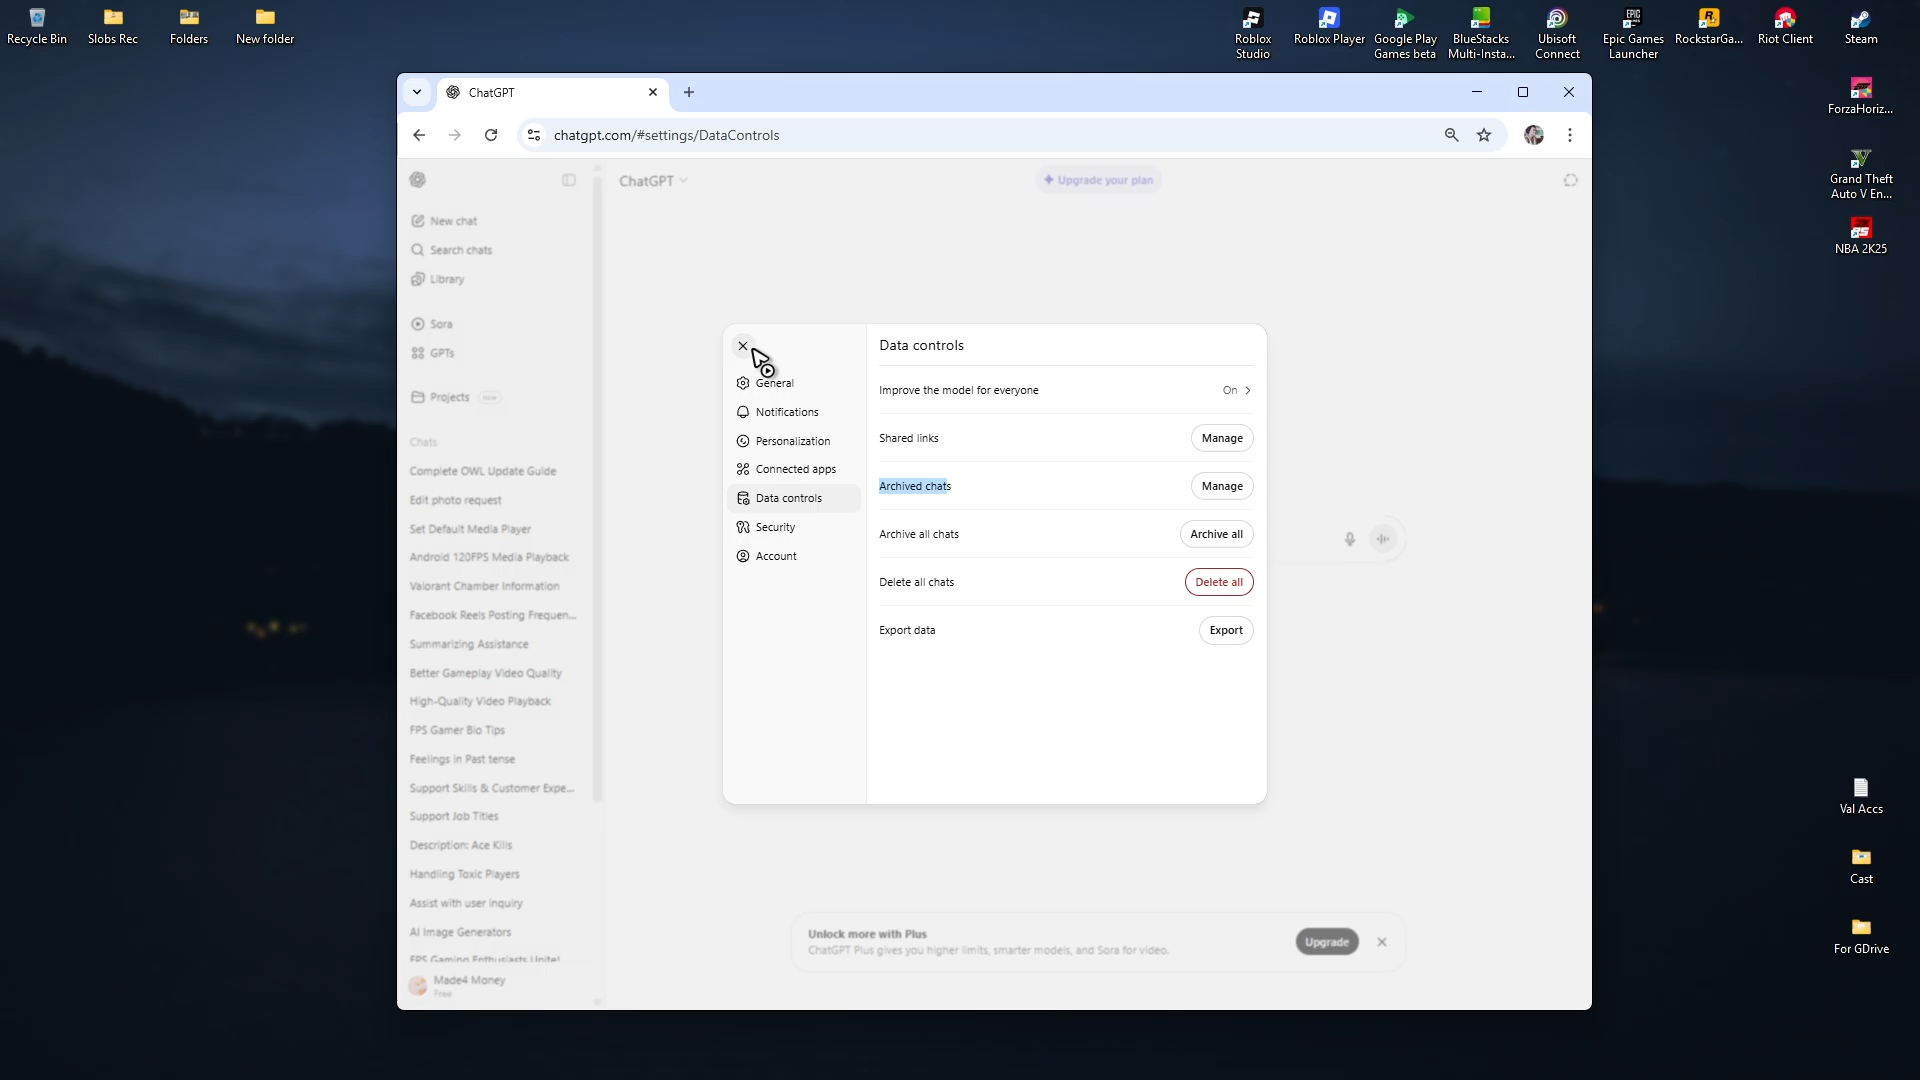 Recycle Bin
Slobs Rec
Folders
New folder
Roblox
Studio
Roblox Player
Google Play
Games beta
BlueStacks
Multi-Insta...
Ubisoft
Connect
Epic Games
Launcher
RockstarGa...
Riot Client
Steam
ForzaHoriz...
Grand Theft
Auto V En...
NBA 2K25
Val Accs
Cast
For GDrive
ChatGPT
chatgpt.com/#settings/DataControls
ChatGPT
Upgrade your plan
New chat
Search chats
Library
Sora
GPTs
Projects
NEW
Chats
Complete OWL Update Guide
Edit photo request
Set Default Media Player
Android 120FPS Media Playback
Valorant Chamber Information
Facebook Reels Posting Frequen...
Summarizing Assistance
Better Gameplay Video Quality
High-Quality Video Playback
FPS Gamer Bio Tips
Feelings in Past tense
Support Skills & Customer Expe...
Support Job Titles
Description: Ace Kills
Handling Toxic Players
Assist with user inquiry
AI Image Generators
FPS Gaming Enthusiasts Unite!
Made4 Money
Free
General
Notifications
Personalization
Connected apps
Data controls
Security
Account
Data controls
Improve the model for everyone
On
Shared links
Manage
Archived chats
Manage
Archive all chats
Archive all
Delete all chats
Delete all
Export data
Export
Unlock more with Plus
ChatGPT Plus gives you higher limits, smarter models, and Sora for video.
Upgrade